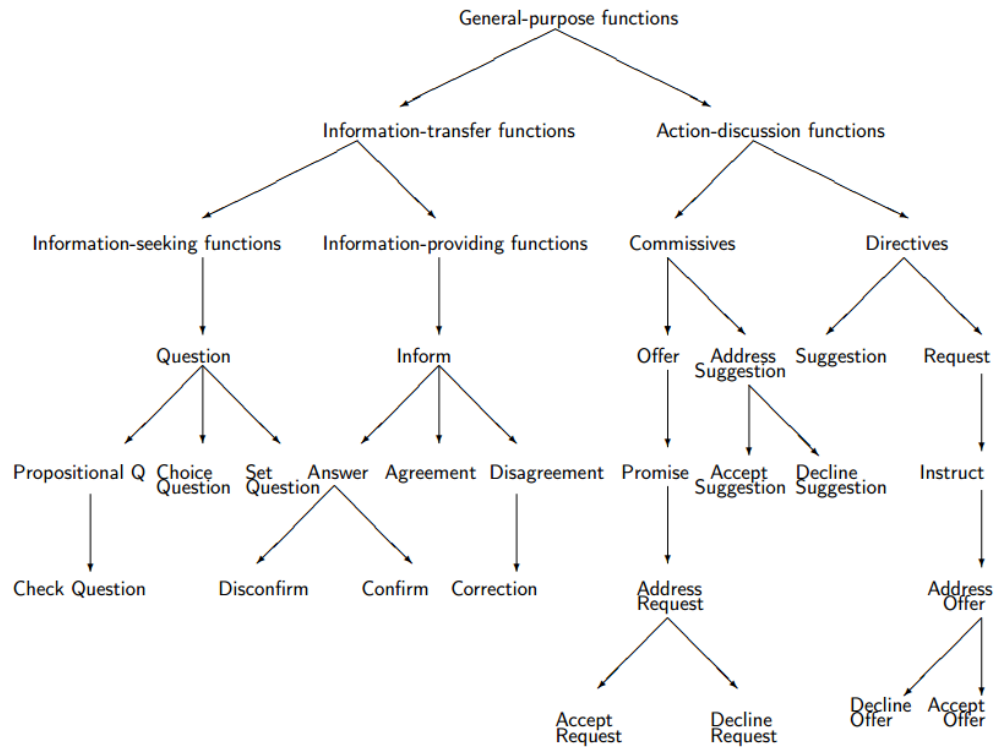 General-purpose functions
Information-transfer functions
Action-discussion functions
Information-seeking functions
Information-providing functions
Commissives
Directives
Question
Inform
Offer
Address
Suggestion
Suggestion
Request
Propositional Q
Choice
Question
Set
Question
Answer
Agreement
Disagreement
Promise
Accept
Suggestion
Decline
Suggestion
Instruct
Check Question
Disconfirm
Confirm
Correction
Address
Request
Address
Offer
Accept
Request
Decline
Request
Decline
Offer
Accept
Offer